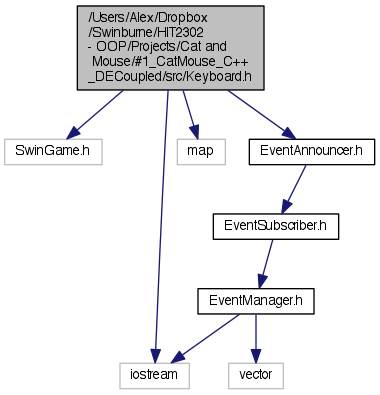 /Users/Alex/Dropbox
/Swinburne/HIT2302
- OOP/Projects/Cat and
Mouse/#1_CatMouse_C++
_DECoupled/src/Keyboard.h
SwinGame.h
map
EventAnnouncer.h
EventSubscriber.h
EventManager.h
iostream
vector